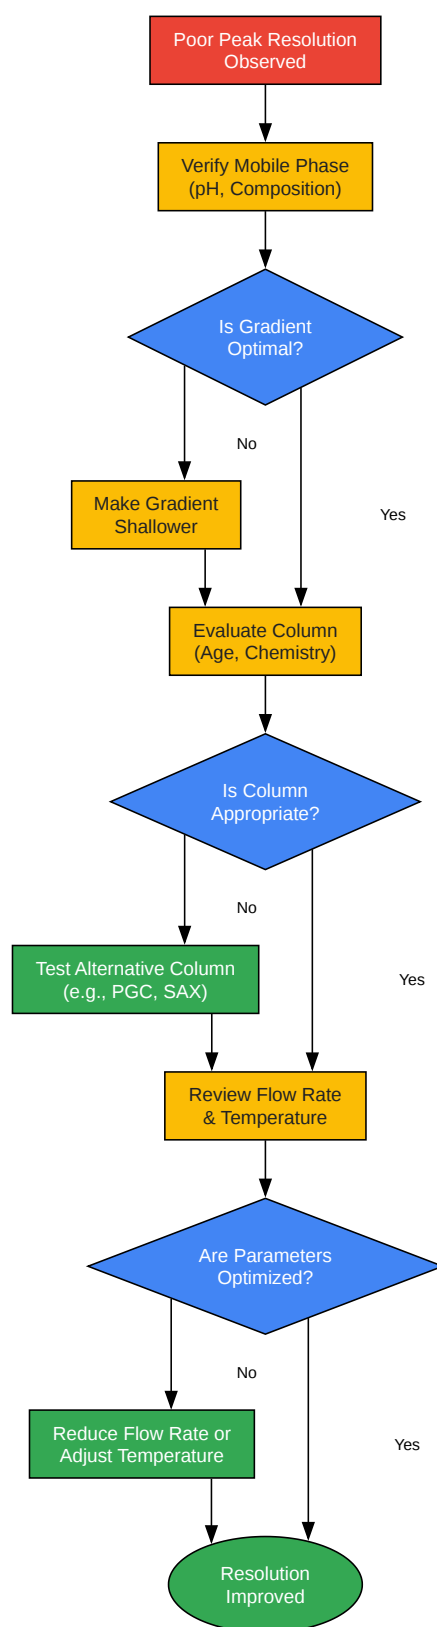 Poor Peak Resolution
Observed
Verify Mobile Phase
(pH, Composition)
Is Gradient
Optimal?
No
Make Gradient
Shallower
Yes
Evaluate Column
(Age, Chemistry)
Is Column
Appropriate?
No
Test Alternative Column
(e.g., PGC, SAX)
Yes
Review Flow Rate
& Temperature
Are Parameters
Optimized?
No
Reduce Flow Rate or
Adjust Temperature
Yes
Resolution
Improved